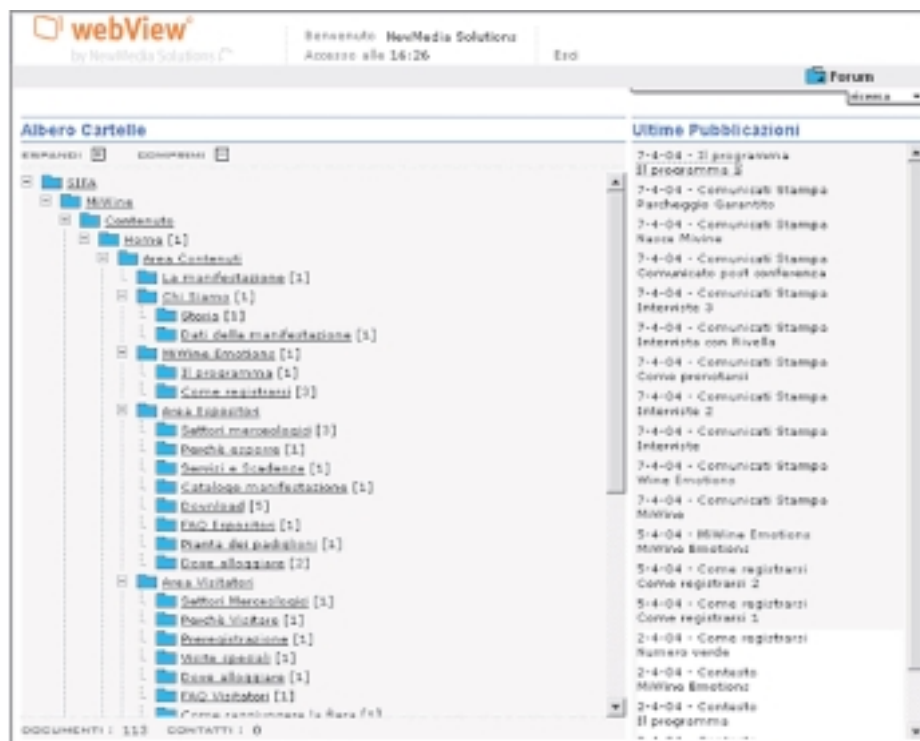 webView®
by NewMedia Solutions
Benvenuto NewMedia Solutions
Accesso alle 16:26
Esci
Forum
ricerca
Albero Cartelle
ESPANDI COMPRIMI
SIFA
MiWine
Contenuto
Home [1]
Area Contenuti
La manifestazione [1]
Chi Siamo [1]
Storia [1]
Dati della manifestazione [1]
MiWine Emotions [1]
Il programma [1]
Come registrarsi [3]
Area Espositori
Settori merceologici [3]
Perchè esporre [1]
Servizi e Scadenze [1]
Catalogo manifestazione [1]
Download [5]
FAQ Espositori [1]
Pianta dei padiglioni [1]
Dove alloggiare [2]
Area Visitatori
Settori Merceologici [1]
Perchè Visitare [1]
Preregistrazione [1]
Visite speciali [1]
Dove alloggiare [1]
FAQ Visitatori [1]
Come raggiungere la fiera [1]
DOCUMENTI : 113 CONTATTI : 0
Ultime Pubblicazioni
7-4-04 - Il programma
Il programma 5
7-4-04 - Comunicati Stampa
Parcheggio Garantito
7-4-04 - Comunicati Stampa
Nasce Miwine
7-4-04 - Comunicati Stampa
Comunicato post conferenza
7-4-04 - Comunicati Stampa
Interviste 3
7-4-04 - Comunicati Stampa
Intervista con Rivella
7-4-04 - Comunicati Stampa
Come prenotarsi
7-4-04 - Comunicati Stampa
Interviste 2
7-4-04 - Comunicati Stampa
Interviste
7-4-04 - Comunicati Stampa
Wine Emotions
7-4-04 - Comunicati Stampa
MiWine
5-4-04 - MiWine Emotions
MiWine Emotions
5-4-04 - Come registrarsi
Come registrarsi 2
5-4-04 - Come registrarsi
Come registrarsi 1
2-4-04 - Come registrarsi
Numero verde
2-4-04 - Contesto
MiWine Emotions
2-4-04 - Contesto
Il programma